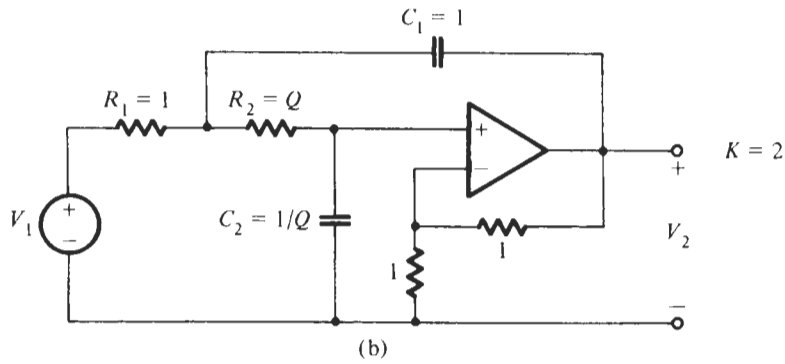 C₁ = 1
R₁ = 1
R₂ = Q
+
−
K = 2
+
V₁
+
−
C₂ = 1/Q
1
1
V₂
−
(b)